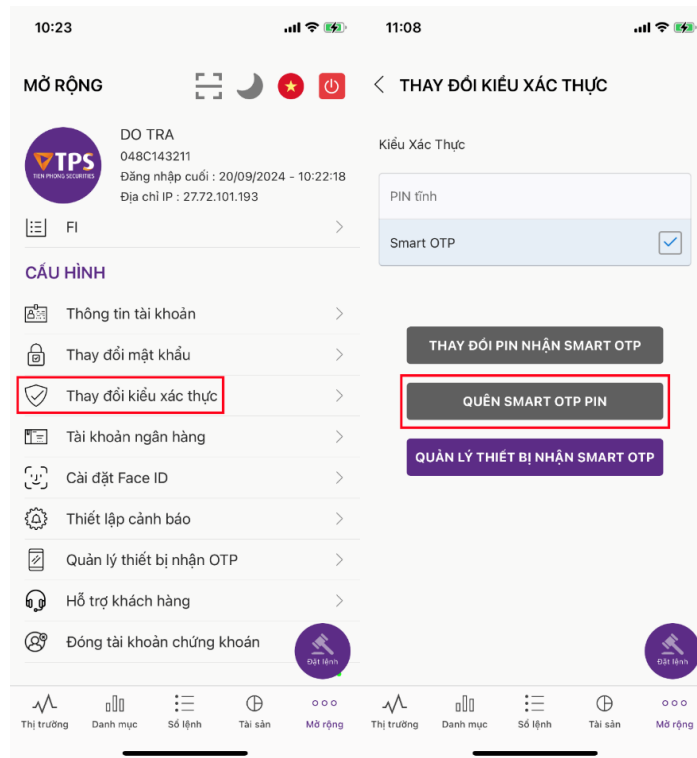 10:23
MỞ RỘNG
TPS
TIEN PHONG SECURITIES
DO TRA
048C143211
Đăng nhập cuối : 20/09/2024 - 10:22:18
Địa chỉ IP : 27.72.101.193
FI
CẤU HÌNH
Thông tin tài khoản
Thay đổi mật khẩu
Thay đổi kiểu xác thực
Tài khoản ngân hàng
Cài đặt Face ID
Thiết lập cảnh báo
Quản lý thiết bị nhận OTP
Hỗ trợ khách hàng
Đóng tài khoản chứng khoán
Đặt lệnh
Thị trường
Danh mục
Sổ lệnh
Tài sản
Mở rộng
11:08
THAY ĐỔI KIỂU XÁC THỰC
Kiểu Xác Thực
PIN tĩnh
Smart OTP
THAY ĐỔI PIN NHẬN SMART OTP
QUÊN SMART OTP PIN
QUẢN LÝ THIẾT BỊ NHẬN SMART OTP
Đặt lệnh
Thị trường
Danh mục
Sổ lệnh
Tài sản
Mở rộng